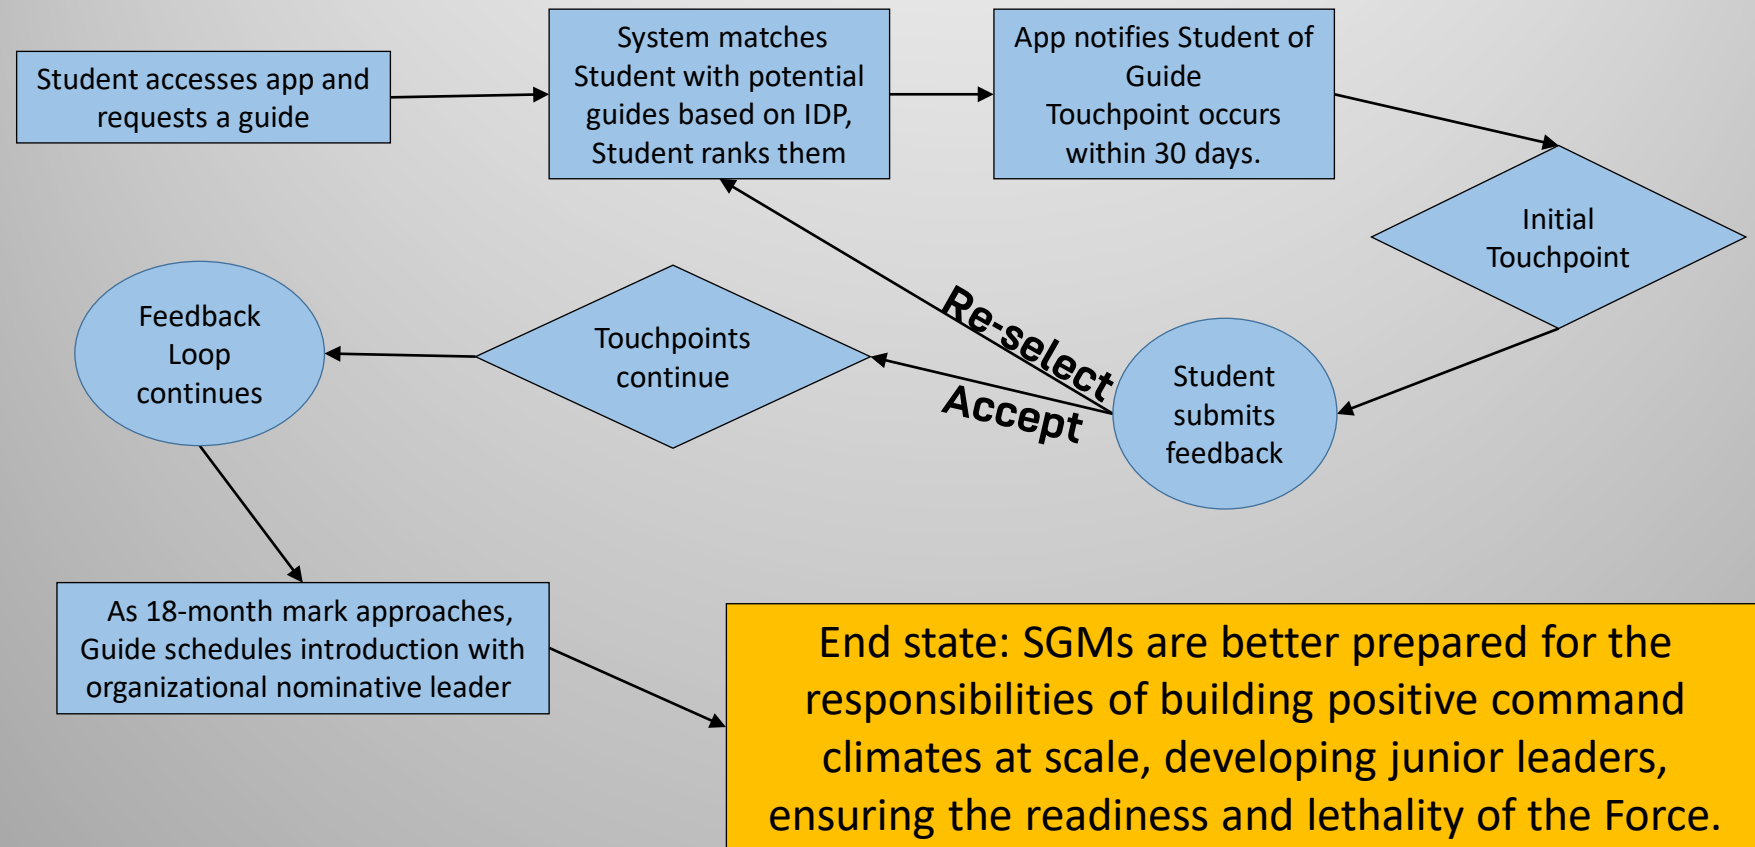 Student accesses app and
requests a guide
System matches
Student with potential
guides based on IDP,
Student ranks them
App notifies Student of
Guide
Touchpoint occurs
within 30 days.
Initial
Touchpoint
Student
submits
feedback
Re-select
Accept
Touchpoints
continue
Feedback
Loop
continues
As 18-month mark approaches,
Guide schedules introduction with
organizational nominative leader
End state: SGMs are better prepared for the
responsibilities of building positive command
climates at scale, developing junior leaders,
ensuring the readiness and lethality of the Force.